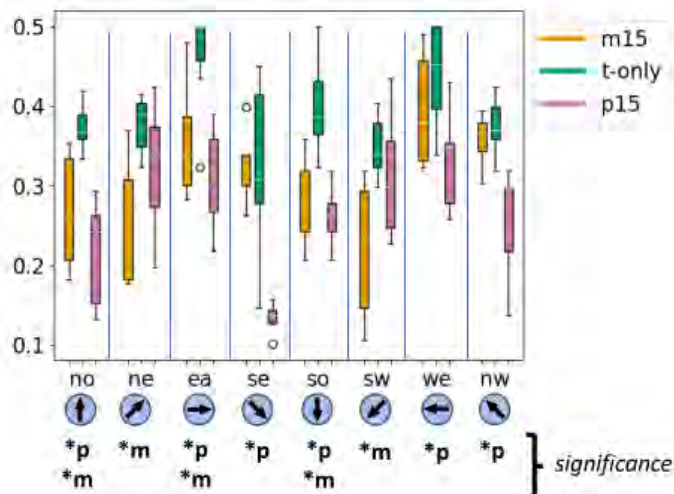 0.5
0.4
0.3
0.2
0.1
m15
t-only
p15
no ne ea se so sw we nw
*p *m *p *p *p *m *p *p
*m *m *m
significance